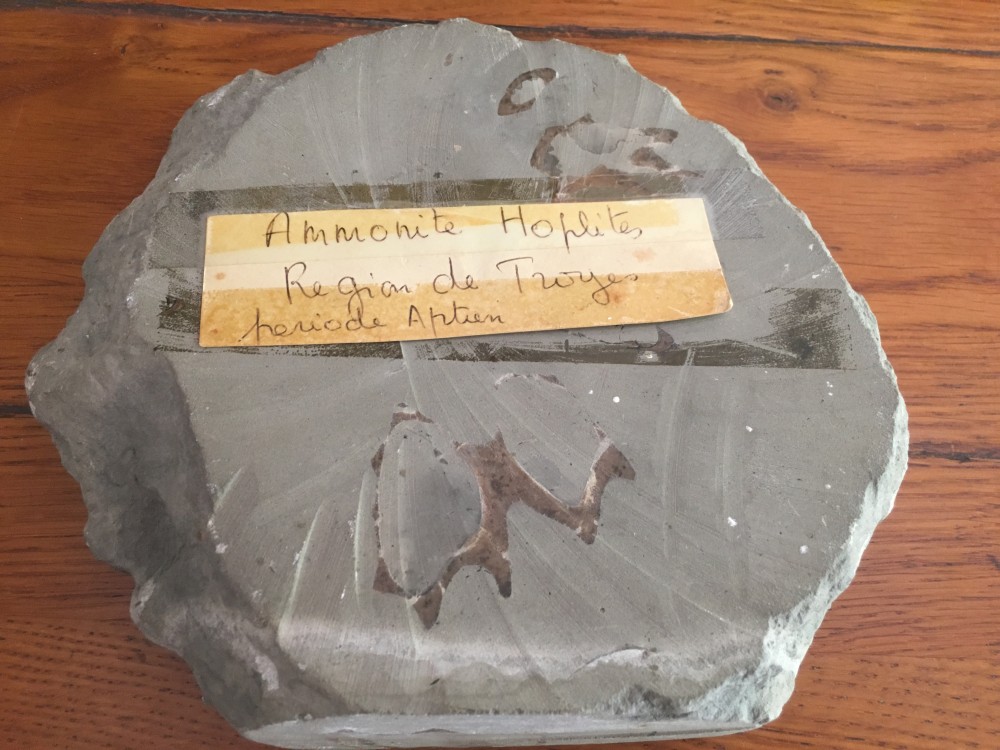 Ammonite Hoplites
Region de Troyes
periode Aptien